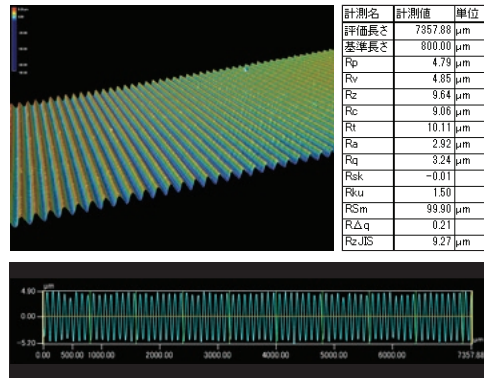 計測名 計測値 単位
評価長さ 7357.88 μm
基準長さ 800.00 μm
Rp 4.79 μm
Rv 4.85 μm
Rz 9.64 μm
Rc 9.06 μm
Rt 10.11 μm
Ra 2.92 μm
Rq 3.24 μm
Rsk -0.01
Rku 1.50
RSm 99.90 μm
RΔq 0.21
RzJIS 9.27 μm
μm
4.90
0.00
-5.20
μm
0.00 500.00 1000.00 2000.00 3000.00 4000.00 5000.00 6000.00 7357.88